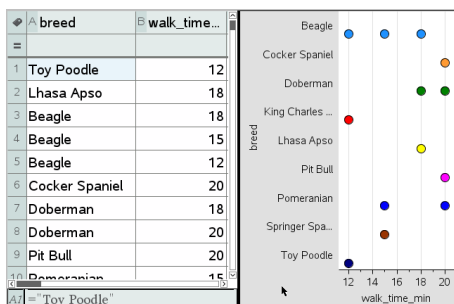 A breed B walk_time...
=
1 Toy Poodle 12
2 Lhasa Apso 18
3 Beagle 18
4 Beagle 15
5 Beagle 12
6 Cocker Spaniel 20
7 Doberman 18
8 Doberman 20
9 Pit Bull 20
10 Pomeranian 15
A1 ="Toy Poodle"
breed
Beagle
Cocker Spaniel
Doberman
King Charles ...
Lhasa Apso
Pit Bull
Pomeranian
Springer Spa...
Toy Poodle
12 14 16 18 20
walk_time_min